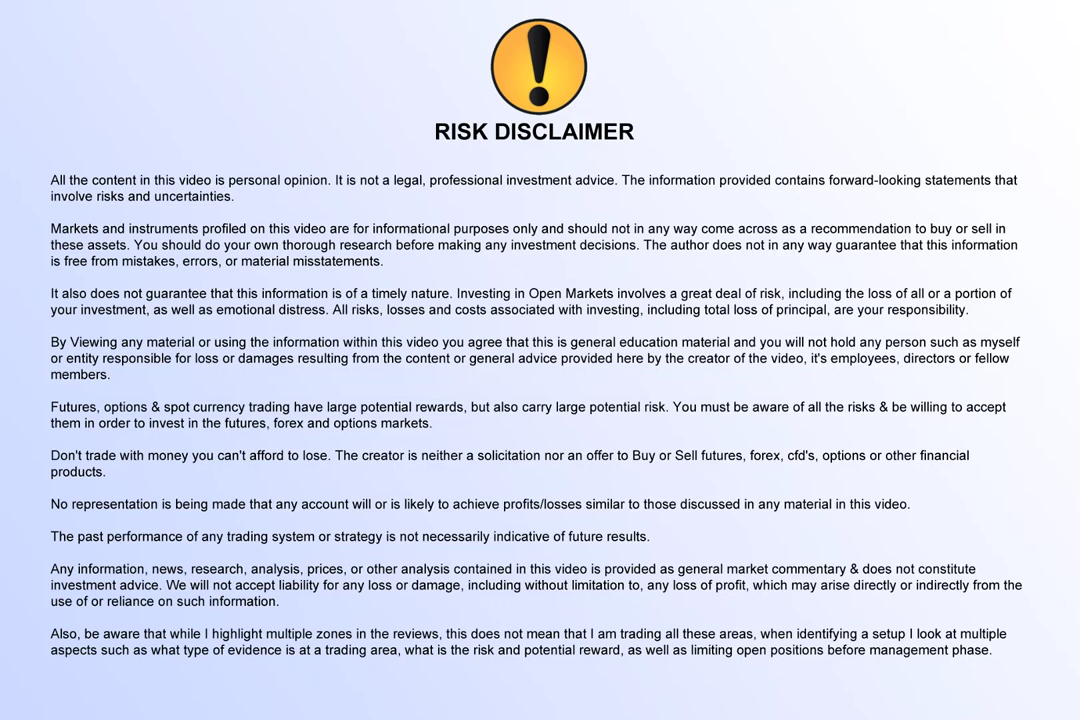 RISK DISCLAIMER
All the content in this video is personal opinion. It is not a legal, professional investment advice. The information provided contains forward-looking statements that
involve risks and uncertainties.
Markets and instruments profiled on this video are for informational purposes only and should not in any way come across as a recommendation to buy or sell in
these assets. You should do your own thorough research before making any investment decisions. The author does not in any way guarantee that this information
is free from mistakes, errors, or material misstatements.
It also does not guarantee that this information is of a timely nature. Investing in Open Markets involves a great deal of risk, including the loss of all or a portion of
your investment, as well as emotional distress. All risks, losses and costs associated with investing, including total loss of principal, are your responsibility.
By Viewing any material or using the information within this video you agree that this is general education material and you will not hold any person such as myself
or entity responsible for loss or damages resulting from the content or general advice provided here by the creator of the video, it's employees, directors or fellow
members.
Futures, options & spot currency trading have large potential rewards, but also carry large potential risk. You must be aware of all the risks & be willing to accept
them in order to invest in the futures, forex and options markets.
Don't trade with money you can't afford to lose. The creator is neither a solicitation nor an offer to Buy or Sell futures, forex, cfd's, options or other financial
products.
No representation is being made that any account will or is likely to achieve profits/losses similar to those discussed in any material in this video.
The past performance of any trading system or strategy is not necessarily indicative of future results.
Any information, news, research, analysis, prices, or other analysis contained in this video is provided as general market commentary & does not constitute
investment advice. We will not accept liability for any loss or damage, including without limitation to, any loss of profit, which may arise directly or indirectly from the
use of or reliance on such information.
Also, be aware that while I highlight multiple zones in the reviews, this does not mean that I am trading all these areas, when identifying a setup I look at multiple
aspects such as what type of evidence is at a trading area, what is the risk and potential reward, as well as limiting open positions before management phase.